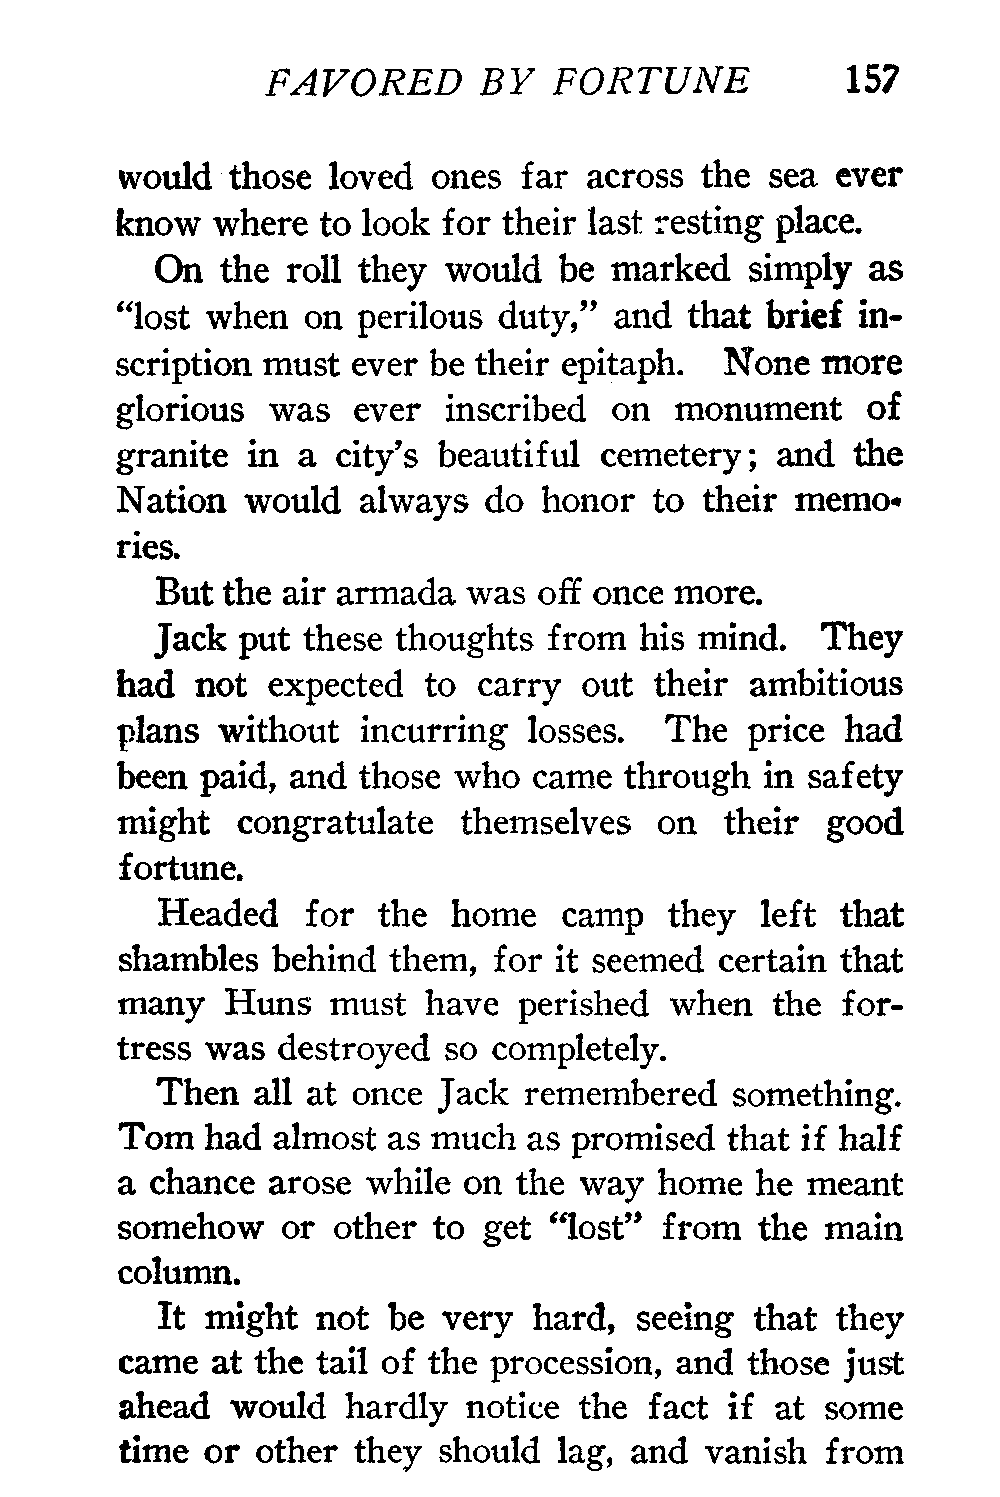 FAVORED BY FORTUNE 157
would those loved ones far across the sea ever
know where to look for their last resting place.
On the roll they would be marked simply as
“lost when on perilous duty,” and that brief in-
scription must ever be their epitaph. None more
glorious was ever inscribed on monument of
granite in a city’s beautiful cemetery; and the
Nation would always do honor to their memo-
ries.
But the air armada was off once more.
Jack put these thoughts from his mind. They
had not expected to carry out their ambitious
plans without incurring losses. The price had
been paid, and those who came through in safety
might congratulate themselves on their good
fortune.
Headed for the home camp they left that
shambles behind them, for it seemed certain that
many Huns must have perished when the for-
tress was destroyed so completely.
Then all at once Jack remembered something.
Tom had almost as much as promised that if half
a chance arose while on the way home he meant
somehow or other to get “lost” from the main
column.
It might not be very hard, seeing that they
came at the tail of the procession, and those just
ahead would hardly notice the fact if at some
time or other they should lag, and vanish from